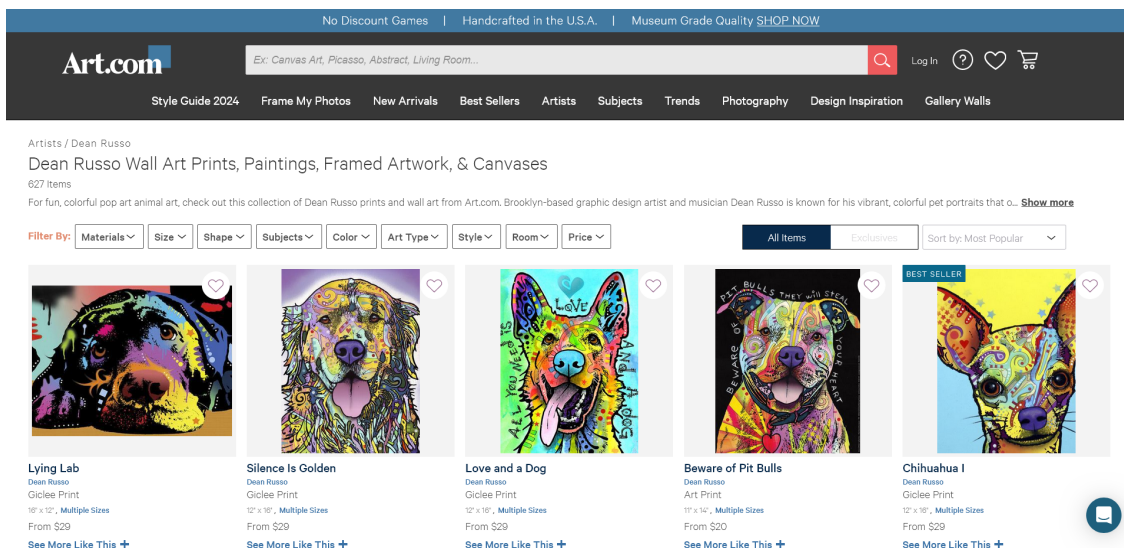 No Discount Games | Handcrafted in the U.S.A. | Museum Grade Quality SHOP NOW
Art.com
Ex: Canvas Art, Picasso, Abstract, Living Room...
Log In
Style Guide 2024 Frame My Photos New Arrivals Best Sellers Artists Subjects Trends Photography Design Inspiration Gallery Walls
Artists / Dean Russo
Dean Russo Wall Art Prints, Paintings, Framed Artwork, & Canvases
627 Items
For fun, colorful pop art animal art, check out this collection of Dean Russo prints and wall art from Art.com. Brooklyn-based graphic design artist and musician Dean Russo is known for his vibrant, colorful pet portraits that o... Show more
Filter By: Materials Size Shape Subjects Color Art Type Style Room Price All Items Exclusives Sort by: Most Popular
ALL YOU NEED IS LOVE AND A DOG
BEWARE OF PIT BULLS THEY WILL STEAL YOUR HEART
BEST SELLER
Lying Lab Silence Is Golden Love and a Dog Beware of Pit Bulls Chihuahua I
Dean Russo Dean Russo Dean Russo Dean Russo Dean Russo
Giclee Print Giclee Print Giclee Print Art Print Giclee Print
16" x 12", Multiple Sizes 12" x 16", Multiple Sizes 12" x 16", Multiple Sizes 11" x 14", Multiple Sizes 12" x 16", Multiple Sizes
From $29 From $29 From $29 From $20 From $29
See More Like This + See More Like This + See More Like This + See More Like This + See More Like This +